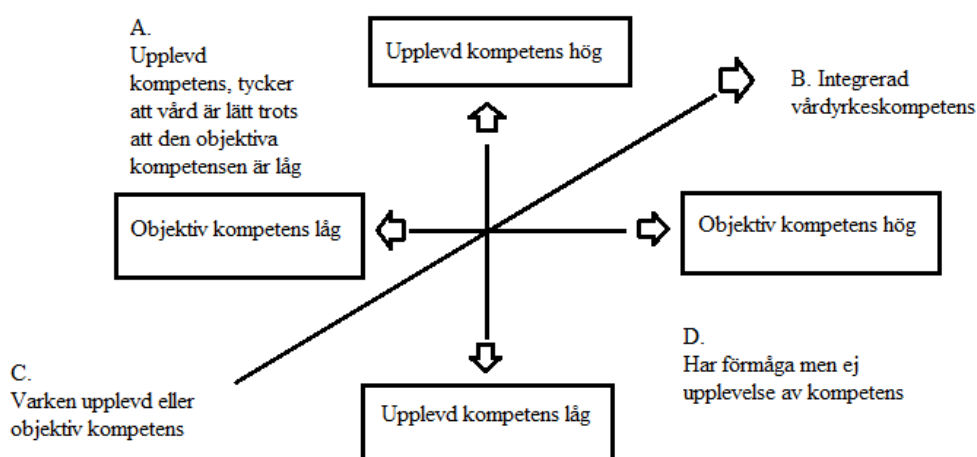 A.
Upplevd
kompetens, tycker
att vård är lätt trots
att den objektiva
kompetensen är låg
Upplevd kompetens hög
B. Integrerad
vårdyrkeskompetens
Objektiv kompetens låg
Objektiv kompetens hög
C.
Varken upplevd eller
objektiv kompetens
Upplevd kompetens låg
D.
Har förmåga men ej
upplevelse av kompetens